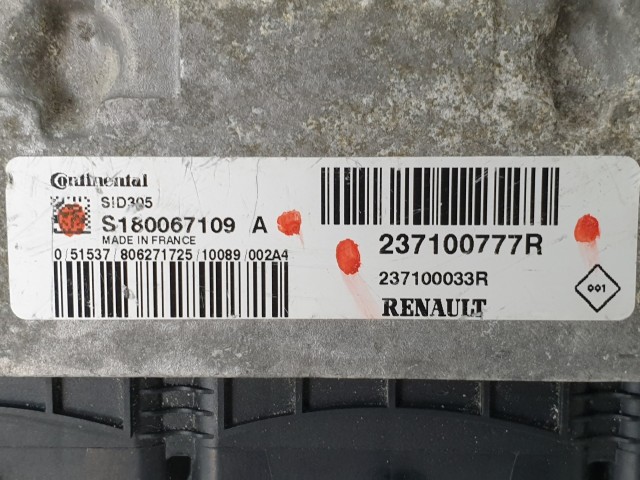 Continental
SID305
S180067109 A
MADE IN FRANCE
0/51537/806271725/10089/002A4
237100777R
237100033R
RENAULT
001